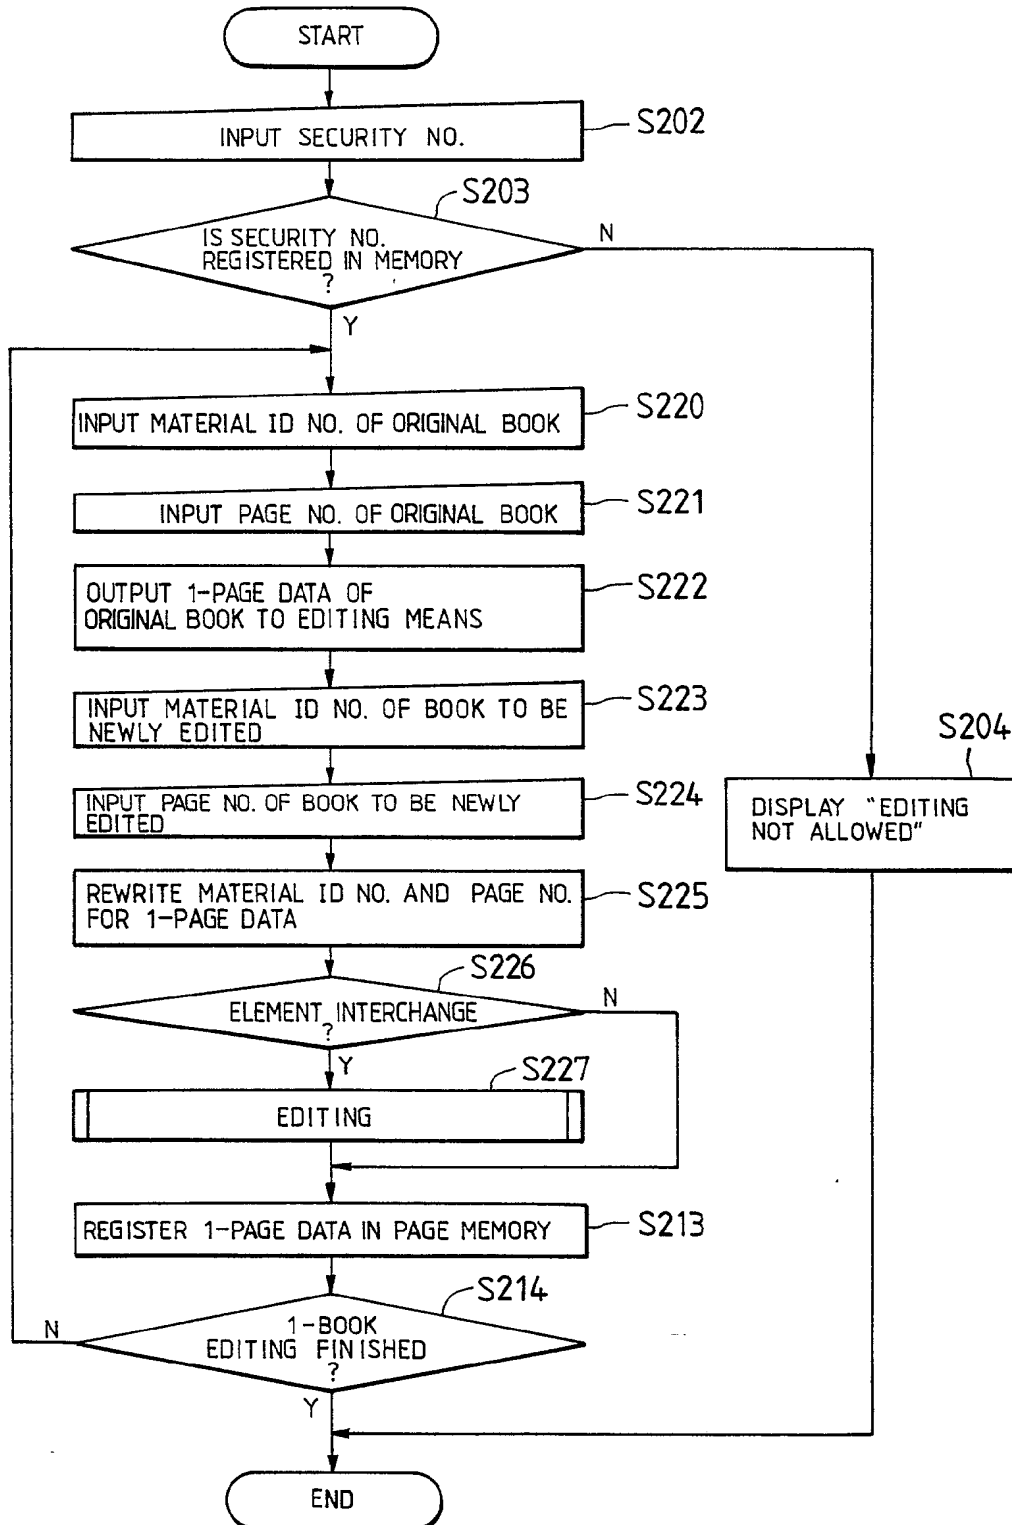 START
INPUT SECURITY NO.
S202
S203
IS SECURITY NO.
REGISTERED IN MEMORY
?
N
Y
INPUT MATERIAL ID NO. OF ORIGINAL BOOK
S220
INPUT PAGE NO. OF ORIGINAL BOOK
S221
OUTPUT 1-PAGE DATA OF
ORIGINAL BOOK TO EDITING MEANS
S222
INPUT MATERIAL ID NO. OF BOOK TO BE
NEWLY EDITED
S223
S204
INPUT PAGE NO. OF BOOK TO BE NEWLY
EDITED
S224
DISPLAY "EDITING
NOT ALLOWED"
REWRITE MATERIAL ID NO. AND PAGE NO.
FOR 1-PAGE DATA
S225
S226
ELEMENT INTERCHANGE
?
N
Y
S227
EDITING
REGISTER 1-PAGE DATA IN PAGE MEMORY
S213
S214
1-BOOK
EDITING FINISHED
?
N
Y
END